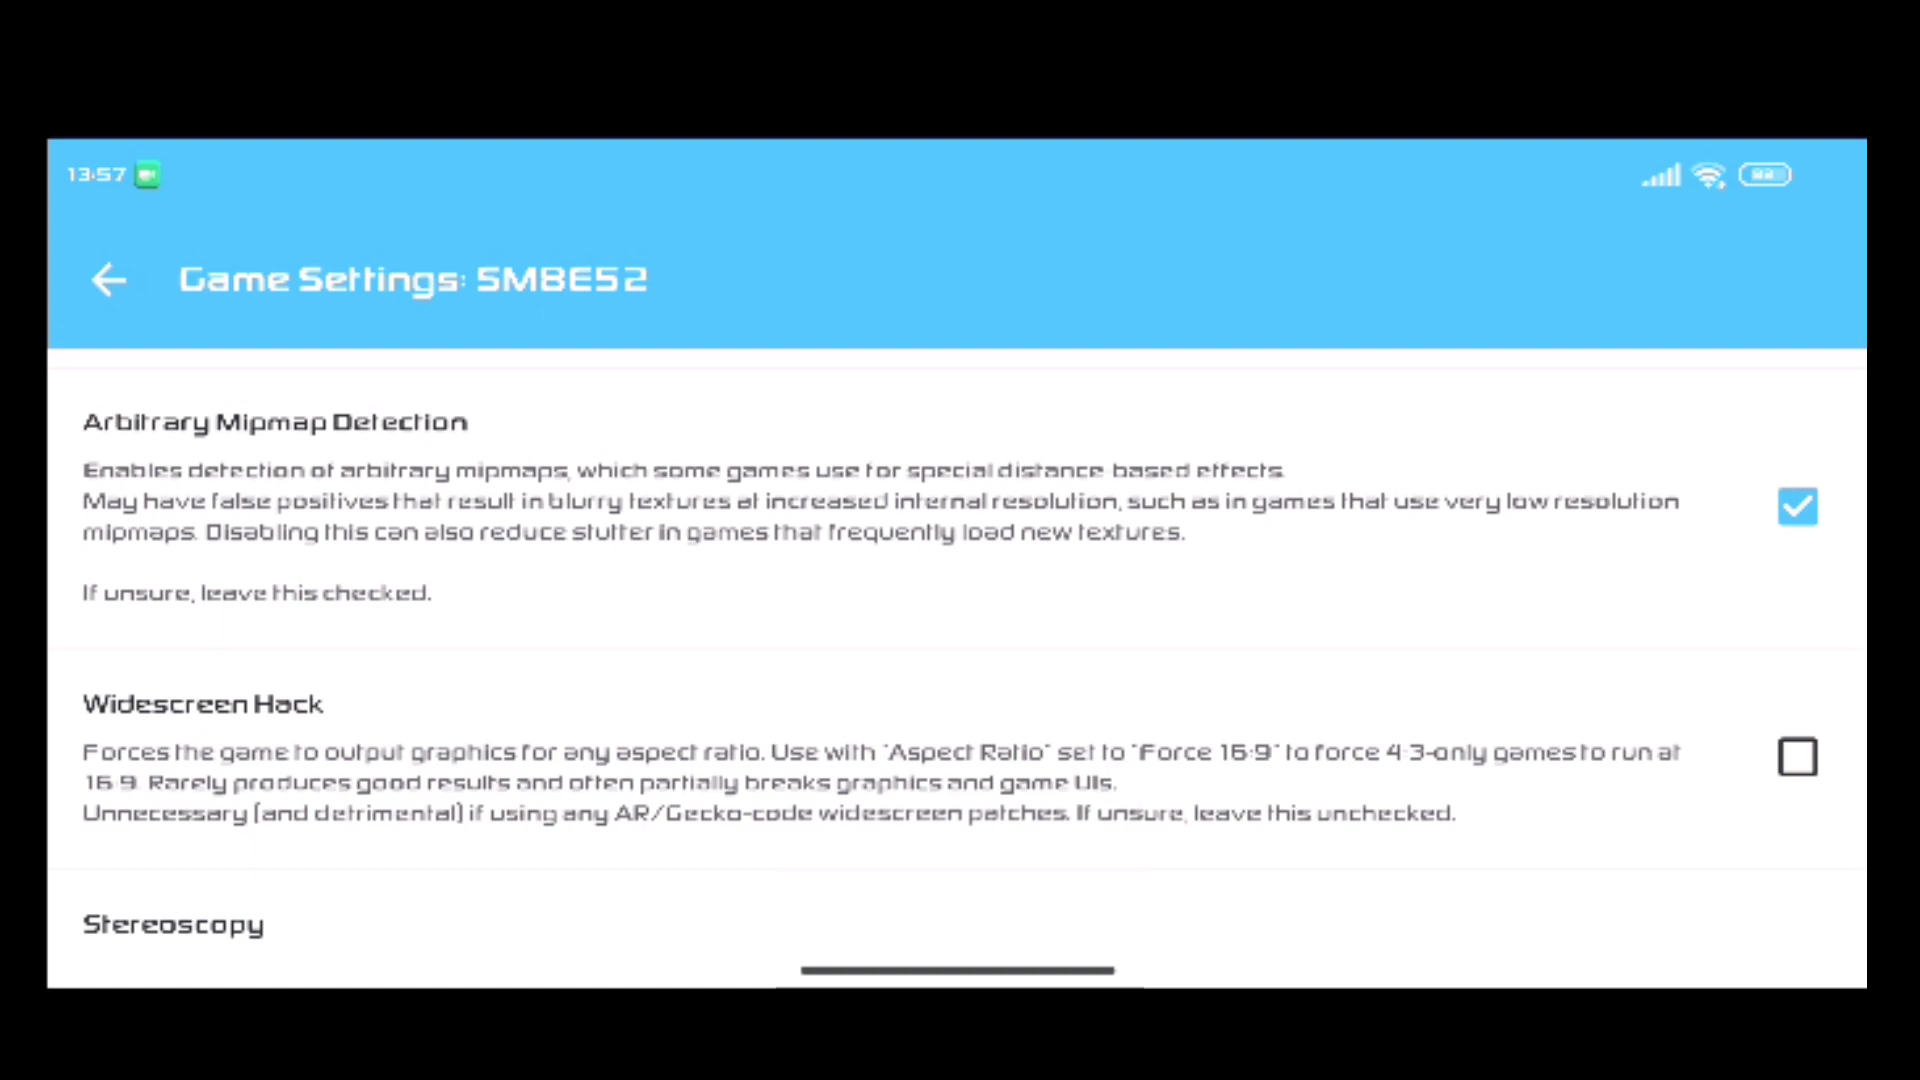 13:57
Game Settings: SMBE52
Arbitrary Mipmap Detection
Enables detection of arbitrary mipmaps, which some games use for special distance-based effects.
May have false positives that result in blurry textures at increased internal resolution, such as in games that use very low resolution
mipmaps. Disabling this can also reduce stutter in games that frequently load new textures.
If unsure, leave this checked.
Widescreen Hack
Forces the game to output graphics for any aspect ratio. Use with "Aspect Ratio" set to "Force 16:9" to force 4:3-only games to run at
16:9. Rarely produces good results and often partially breaks graphics and game UIs.
Unnecessary (and detrimental) if using any AR/Gecko-code widescreen patches. If unsure, leave this unchecked.
Stereoscopy